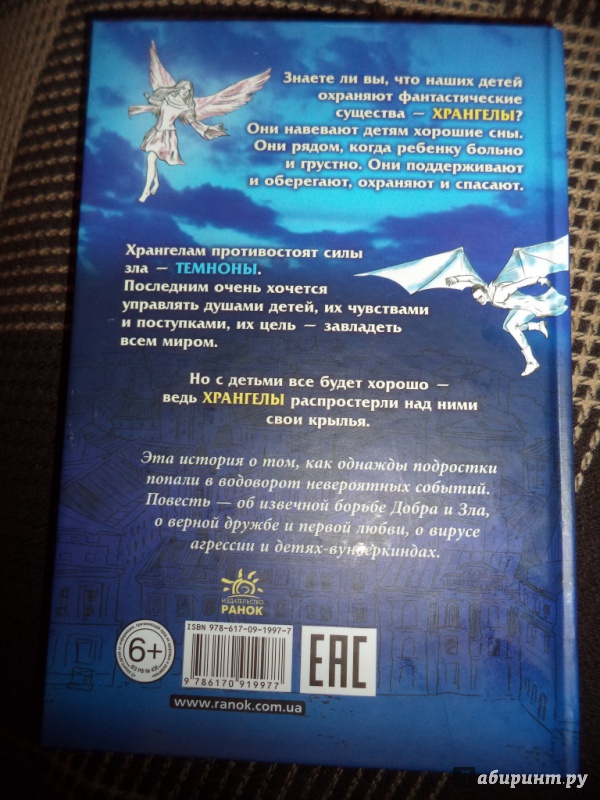 Знаете ли вы, что наших детей
охраняют фантастические
существа – ХРАНГЕЛЫ?
Они навевают детям хорошие сны.
Они рядом, когда ребенку больно
и грустно. Они поддерживают
и оберегают, охраняют и спасают.
Хрангелам противостоят силы
зла – ТЕМНОНЫ.
Последним очень хочется
управлять душами детей, их чувствами
и поступками, их цель – завладеть
всем миром.
Но с детьми все будет хорошо –
ведь ХРАНГЕЛЫ распростерли над ними
свои крылья.
Эта история о том, как однажды подростки
попали в водоворот невероятных событий.
Повесть — об извечной борьбе Добра и Зла,
о верной дружбе и первой любви, о вирусе
агрессии и детях-вундеркиндах.
ИЗДАТЕЛЬСТВО
РАНОК
ISBN 978-617-09-1997-7
6+
9 786170 919977
EAC
www.ranok.com.ua
абиринт.ру